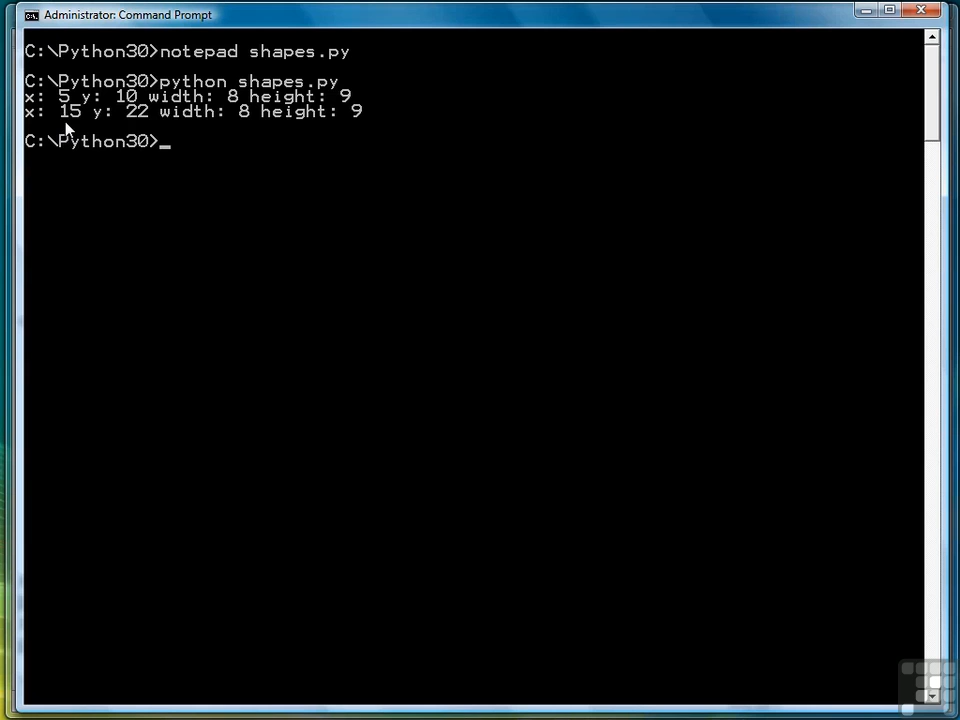 Administrator: Command Prompt
C:\Python30>notepad shapes.py
C:\Python30>python shapes.py
x: 5 y: 10 width: 8 height: 9
x: 15 y: 22 width: 8 height: 9
C:\Python30>_